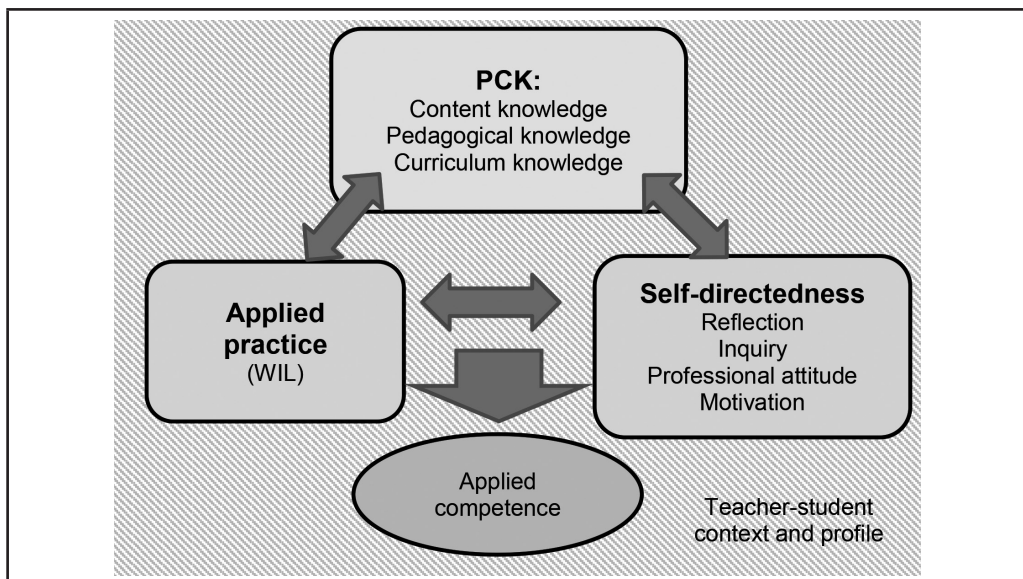 PCK:
Content knowledge
Pedagogical knowledge
Curriculum knowledge
Applied
practice
(WIL)
Self-directedness
Reflection
Inquiry
Professional attitude
Motivation
Applied
competence
Teacher-student
context and profile